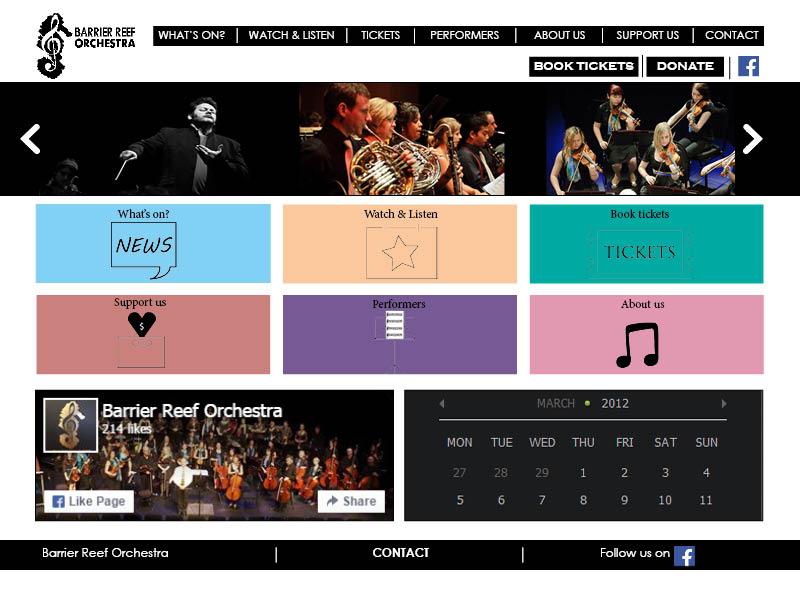 BARRIER REEF
ORCHESTRA
WHAT'S ON? | WATCH & LISTEN | TICKETS | PERFORMERS | ABOUT US | SUPPORT US | CONTACT
BOOK TICKETS | DONATE | f
What's on?
NEWS
Watch & Listen
Book tickets
TICKETS
Support us
$
Performers
About us
Barrier Reef Orchestra
214 likes
f Like Page
Share
MARCH • 2012
MON TUE WED THU FRI SAT SUN
27 28 29 1 2 3 4
5 6 7 8 9 10 11
Barrier Reef Orchestra | CONTACT | Follow us on f